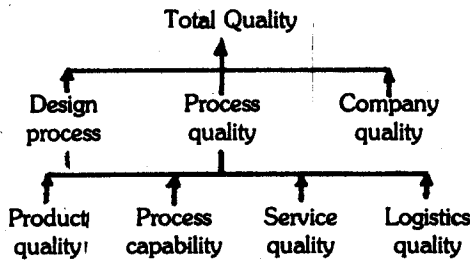 Total Quality
Design Process Company
process quality quality
Product Process Service Logistics
quality capability quality quality